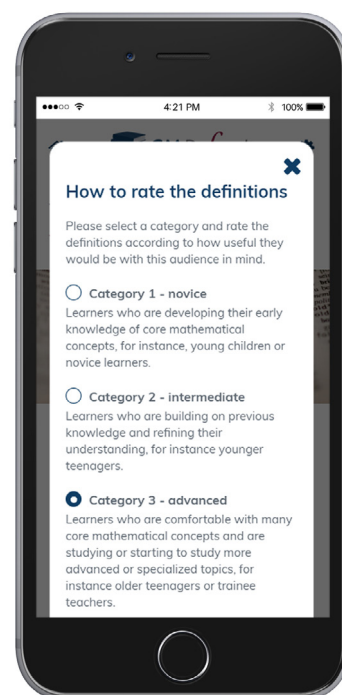 4:21 PM
100%
How to rate the definitions
Please select a category and rate the
definitions according to how useful they
would be with this audience in mind.
Category 1 - novice
Learners who are developing their early
knowledge of core mathematical
concepts, for instance, young children or
novice learners.
Category 2 - intermediate
Learners who are building on previous
knowledge and refining their
understanding, for instance younger
teenagers.
Category 3 - advanced
Learners who are comfortable with many
core mathematical concepts and are
studying or starting to study more
advanced or specialized topics, for
instance older teenagers or trainee
teachers.